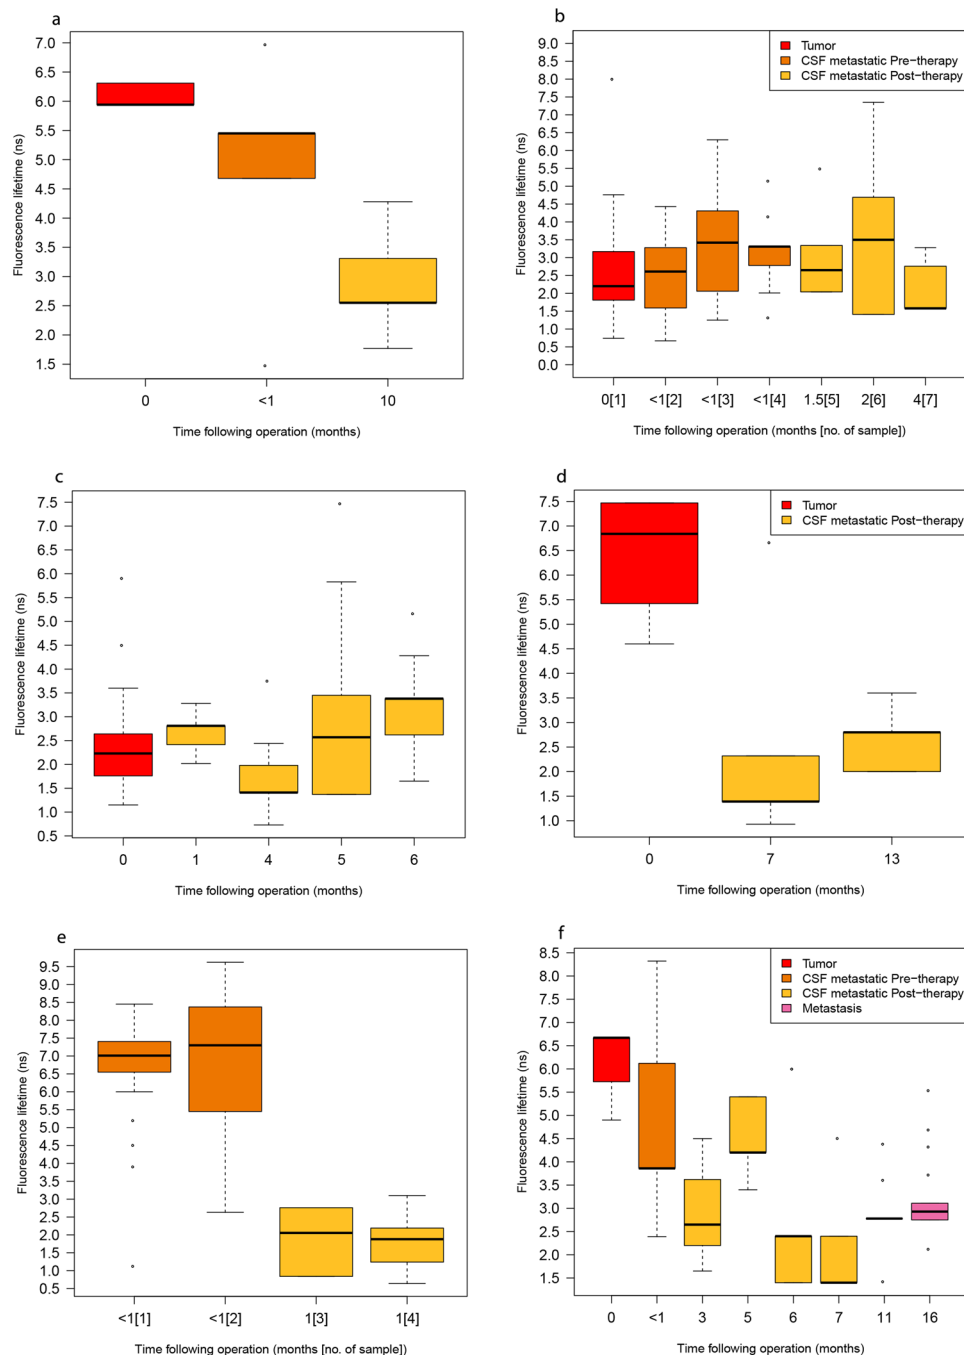 a
7.0
6.5
6.0
5.5
5.0
4.5
4.0
3.5
3.0
2.5
2.0
1.5
Fluorescence lifetime (ns)
0 <1 10
Time following operation (months)
b
9.0
8.5
8.0
7.5
7.0
6.5
6.0
5.5
5.0
4.5
4.0
3.5
3.0
2.5
2.0
1.5
1.0
0.5
0.0
Fluorescence lifetime (ns)
Tumor
CSF metastatic Pre−therapy
CSF metastatic Post−therapy
0[1] <1[2] <1[3] <1[4] 1.5[5] 2[6] 4[7]
Time following operation (months [no. of sample])
c
7.5
7.0
6.5
6.0
5.5
5.0
4.5
4.0
3.5
3.0
2.5
2.0
1.5
1.0
0.5
Fluorescence lifetime (ns)
0 1 4 5 6
Time following operation (months)
d
7.5
7.0
6.5
6.0
5.5
5.0
4.5
4.0
3.5
3.0
2.5
2.0
1.5
1.0
Fluorescence lifetime (ns)
Tumor
CSF metastatic Post−therapy
0 7 13
Time following operation (months)
e
9.5
9.0
8.5
8.0
7.5
7.0
6.5
6.0
5.5
5.0
4.5
4.0
3.5
3.0
2.5
2.0
1.5
1.0
0.5
Fluorescence lifetime (ns)
<1[1] <1[2] 1[3] 1[4]
Time following operation (months [no. of sample])
f
8.5
8.0
7.5
7.0
6.5
6.0
5.5
5.0
4.5
4.0
3.5
3.0
2.5
2.0
1.5
Fluorescence lifetime (ns)
Tumor
CSF metastatic Pre−therapy
CSF metastatic Post−therapy
Metastasis
0 <1 3 5 6 7 11 16
Time following operation (months)